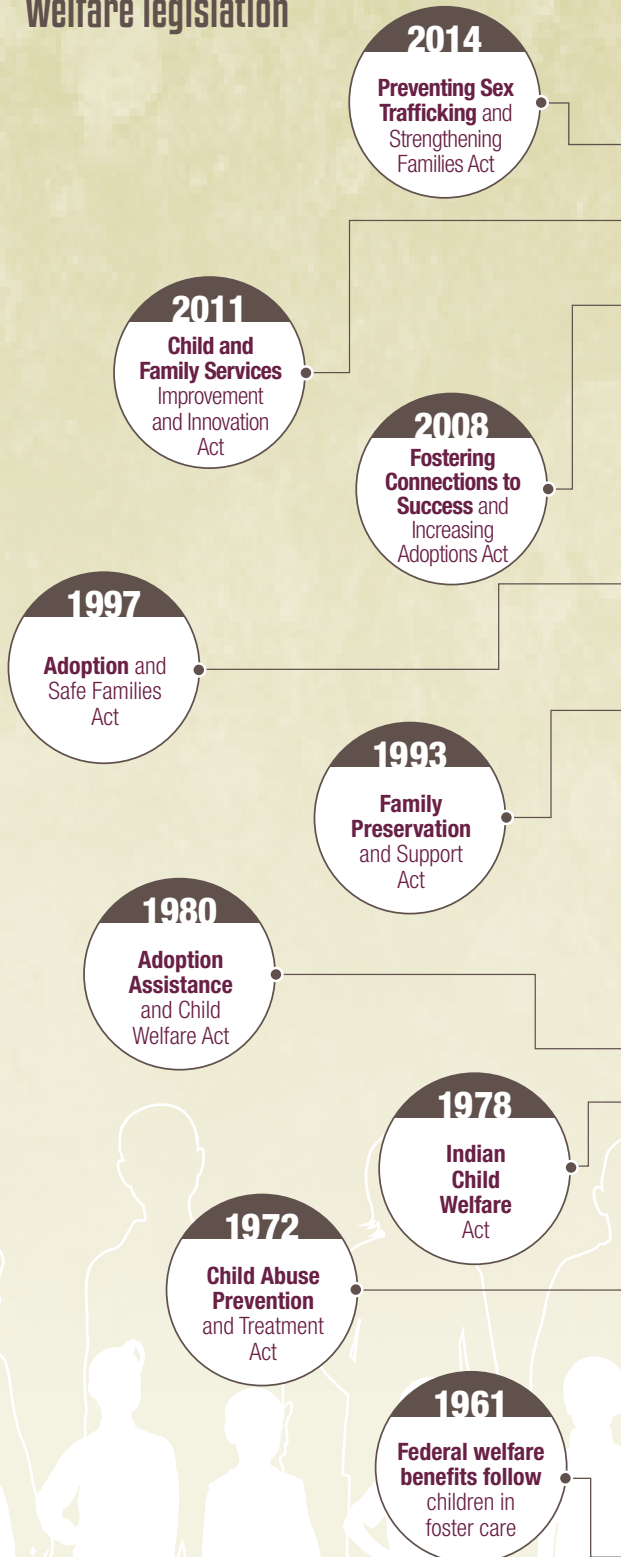 Welfare legislation
2014
Preventing Sex
Trafficking and
Strengthening
Families Act
2011
Child and
Family Services
Improvement
and Innovation
Act
2008
Fostering
Connections to
Success and
Increasing
Adoptions Act
1997
Adoption and
Safe Families
Act
1993
Family
Preservation
and Support
Act
1980
Adoption
Assistance
and Child
Welfare Act
1978
Indian
Child
Welfare
Act
1972
Child Abuse
Prevention
and Treatment
Act
1961
Federal welfare
benefits follow
children in
foster care